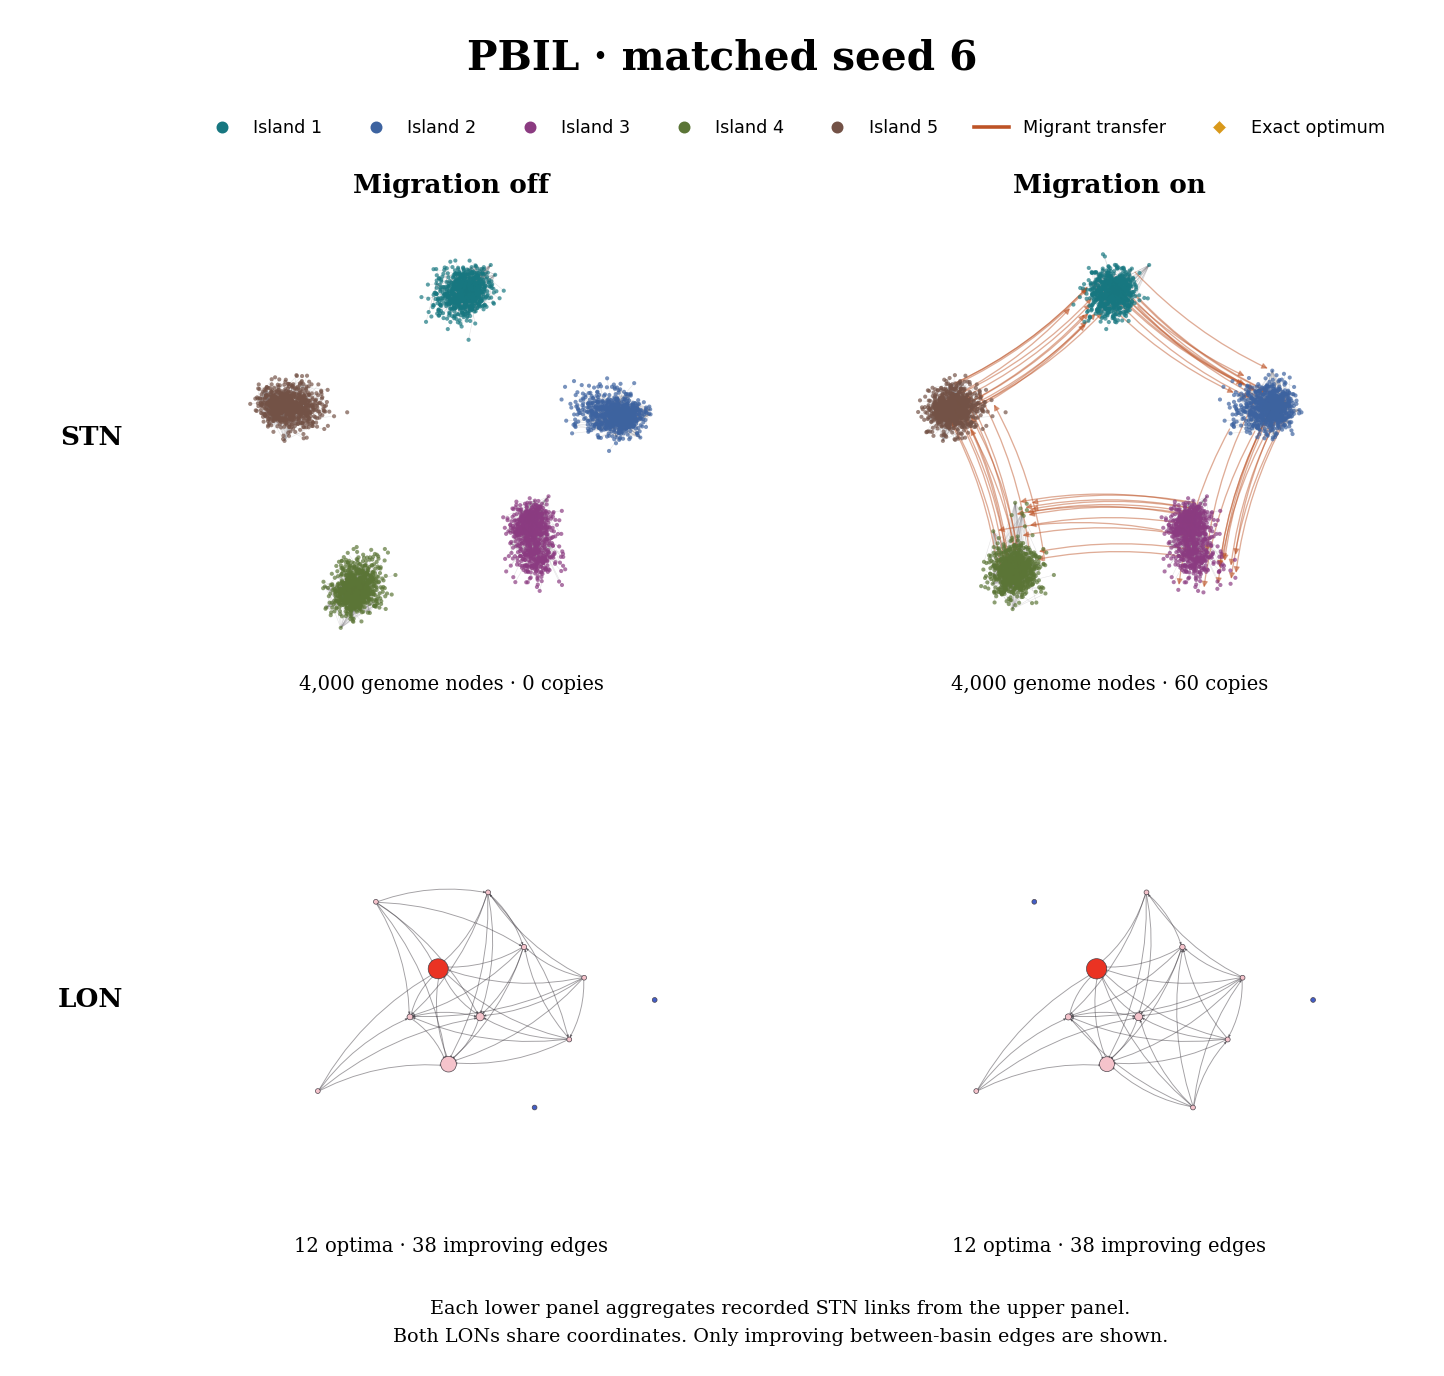 PBIL · matched seed 6
Island 1
Island 2
Island 3
Island 4
Island 5
Migrant transfer
Exact optimum
Migration off
Migration on
STN
4,000 genome nodes · 0 copies
4,000 genome nodes · 60 copies
LON
12 optima · 38 improving edges
12 optima · 38 improving edges
Each lower panel aggregates recorded STN links from the upper panel.
Both LONs share coordinates. Only improving between-basin edges are shown.